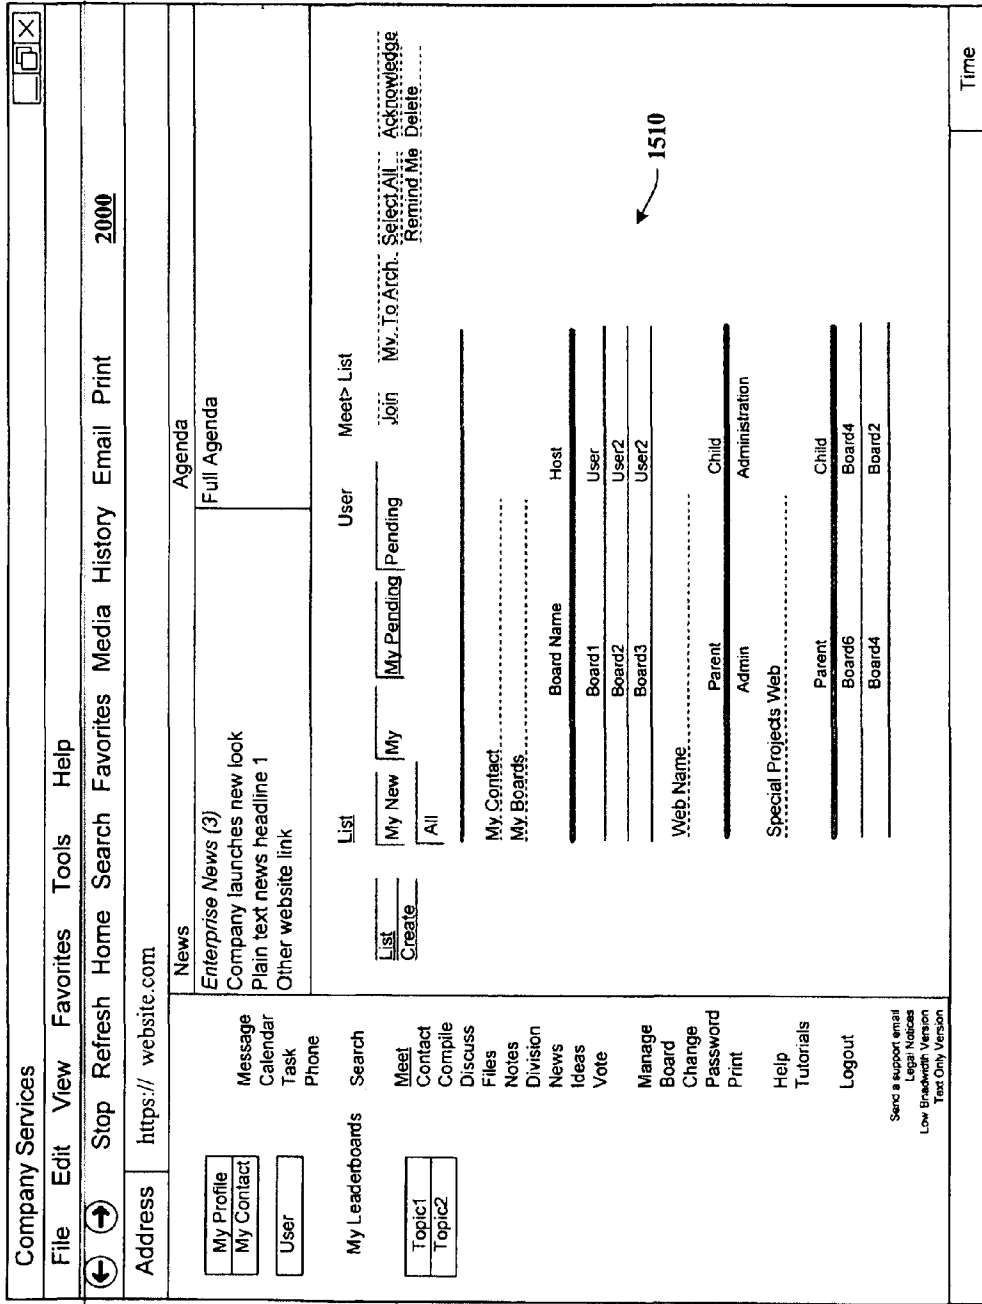 Company Services
File Edit View Favorites Tools Help
Stop Refresh Home Search Favorites Media History Email Print 2000
Address https:// website.com
News Agenda
Enterprise News (3) Full Agenda
Company launches new look
Plain text news headline 1
Other website link
My Profile
My Contact
User
My Leaderboards
Topic1
Topic2
Message
Calendar
Task
Phone
Search
Meet
Contact
Compile
Discuss
Files
Notes
Division
News
Ideas
Vote
Manage
Board
Change
Password
Print
Help
Tutorials
Logout
Send a support email
Legal Notices
Low Bnadwidth Version
Text Only Version
List User Meet> List
List
Create
My New My My Pending Pending
All
Join Mv. To Arch. Select All Acknowledge
Remind Me Delete
My Contact
My Boards
1510
Board Name Host
Board1 User
Board2 User2
Board3 User2
Web Name
Parent Child
Admin Administration
Special Projects Web
Parent Child
Board6 Board4
Board4 Board2
Time